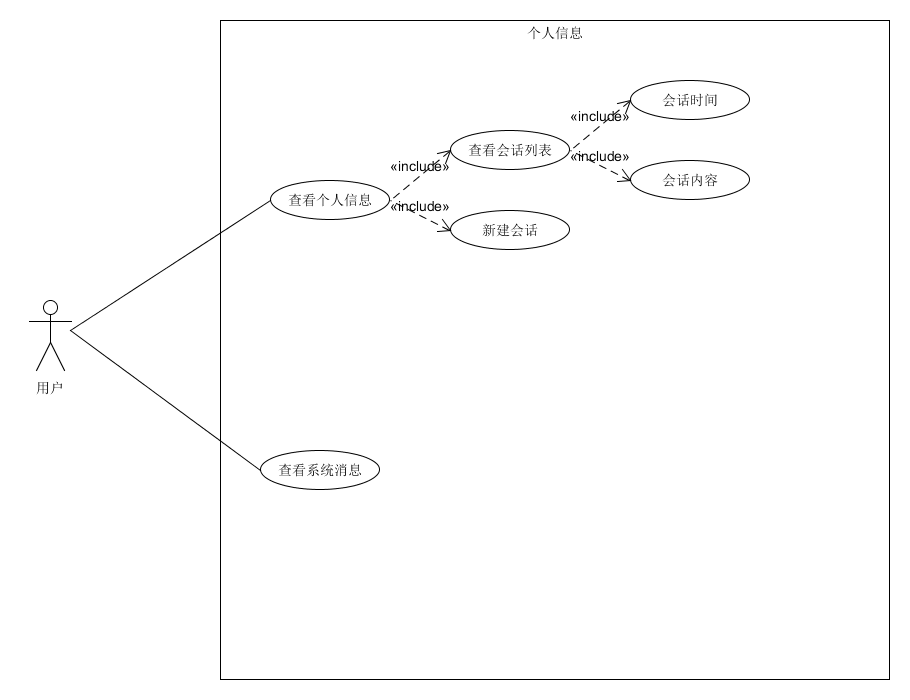 个人信息
会话时间
«include»
查看会话列表
«include»
«include»
会话内容
查看个人信息
«include»
新建会话
用户
查看系统消息